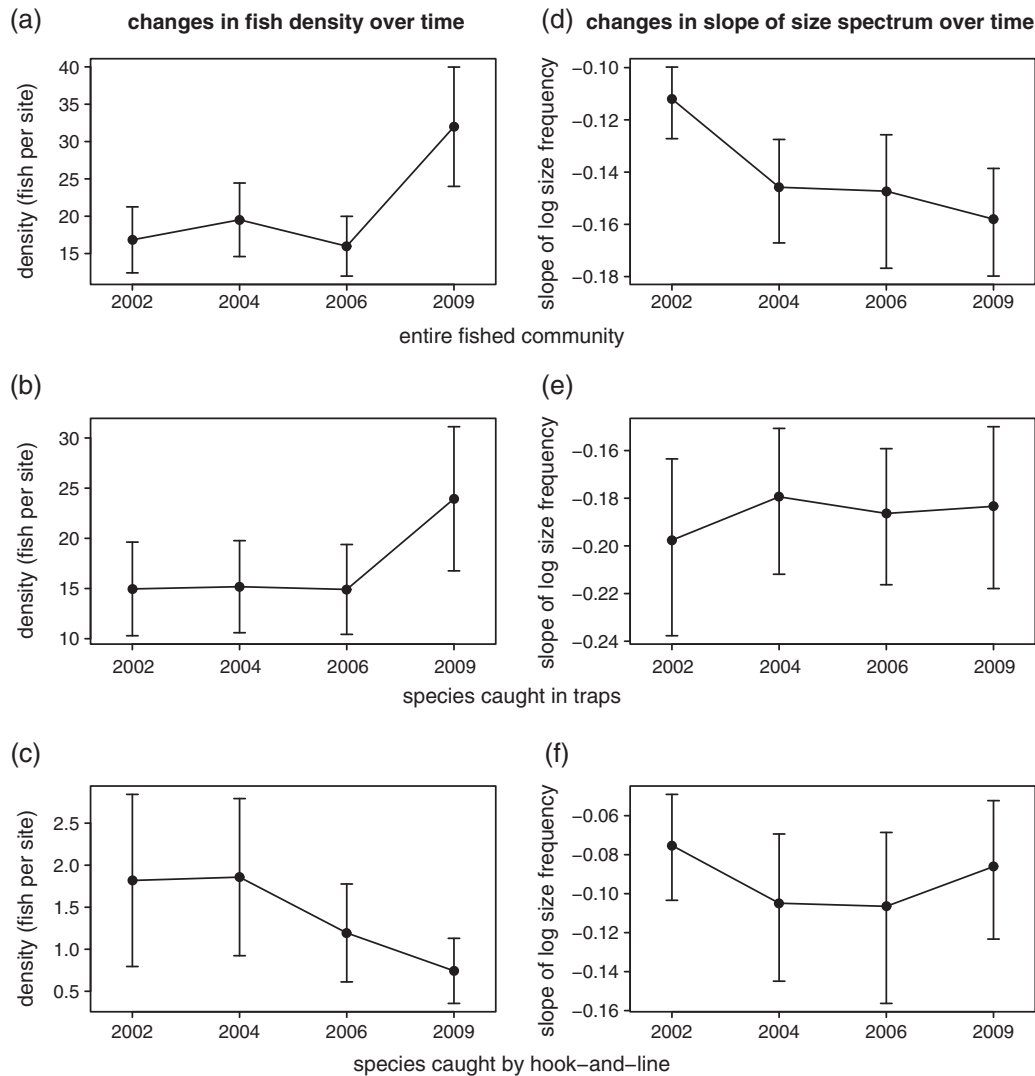 (a) changes in fish density over time
density (fish per site)
40
35
30
25
20
15
2002 2004 2006 2009
(d) changes in slope of size spectrum over time
slope of log size frequency
−0.10
−0.12
−0.14
−0.16
−0.18
2002 2004 2006 2009
entire fished community
(b)
density (fish per site)
30
25
20
15
10
2002 2004 2006 2009
(e)
slope of log size frequency
−0.16
−0.18
−0.20
−0.22
−0.24
2002 2004 2006 2009
species caught in traps
(c)
density (fish per site)
2.5
2.0
1.5
1.0
0.5
2002 2004 2006 2009
(f)
slope of log size frequency
−0.06
−0.08
−0.10
−0.12
−0.14
−0.16
2002 2004 2006 2009
species caught by hook−and−line